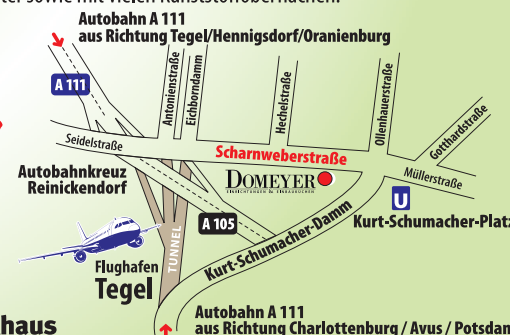 Autobahn A 111
aus Richtung Tegel/Hennigsdorf/Oranienburg
A 111
Antonienstraße
Eichborndamm
Hechelstraße
Ollenhauerstraße
Gotthardstraße
Seidelstraße
Scharnweberstraße
Müllerstraße
Autobahnkreuz
Reinickendorf
DOMEYER
EINRICHTUNGEN &
U
A 105
Kurt-Schumacher-Platz
Kurt-Schumacher-Damm
TUNNEL
Flughafen
Tegel
haus
Autobahn A 111
aus Richtung Charlottenburg / Avus / Potsdam